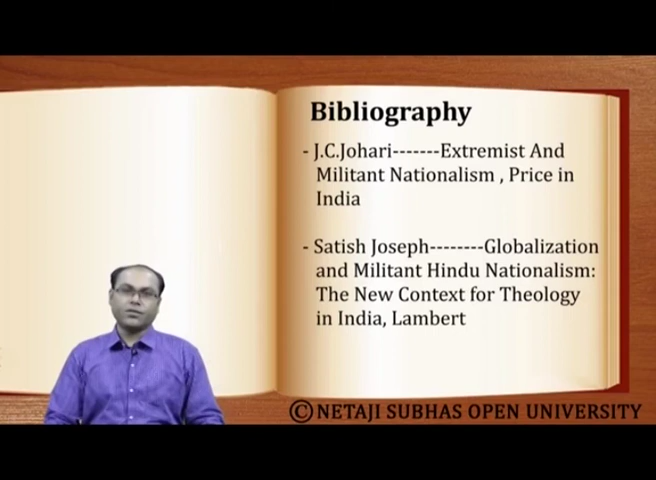 Bibliography
- J.C.Johari-------Extremist And
Militant Nationalism , Price in
India
- Satish Joseph--------Globalization
and Militant Hindu Nationalism:
The New Context for Theology
in India, Lambert
©NETAJI SUBHAS OPEN UNIVERSITY